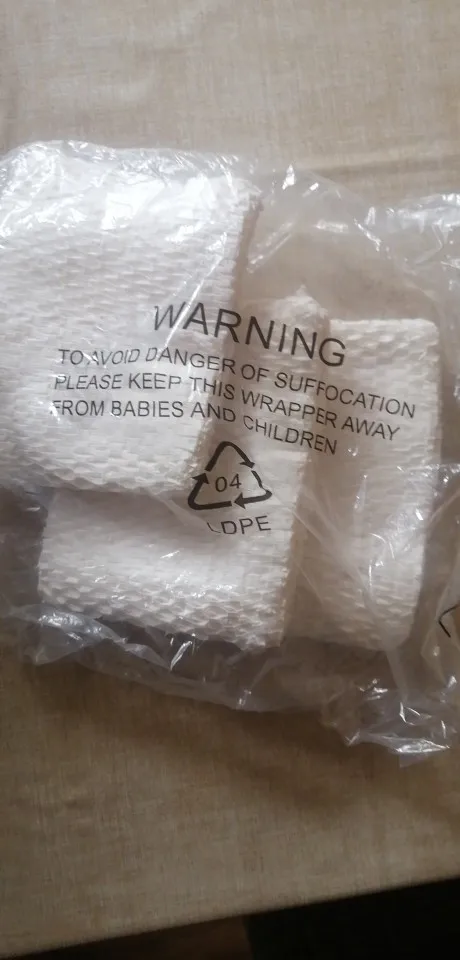 WARNING
TO AVOID DANGER OF SUFFOCATION
PLEASE KEEP THIS WRAPPER AWAY
FROM BABIES AND CHILDREN
04
LDPE